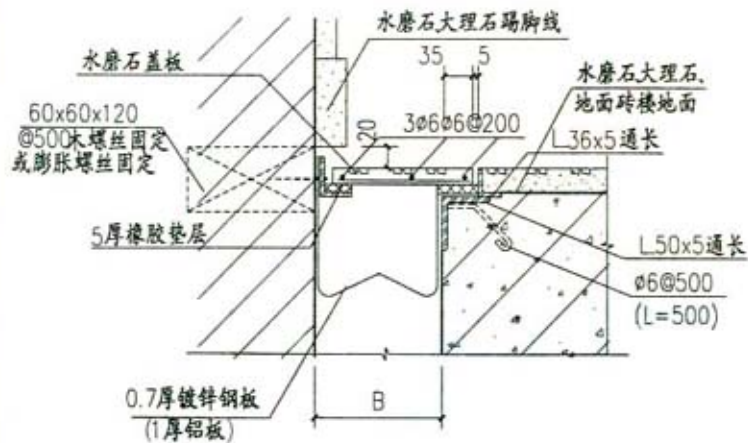 水磨石大理石踢脚线
35 5
水磨石盖板
水磨石大理石、
地面砖楼地面
60x60x120
@500木螺丝固定
或膨胀螺丝固定
20
3ø6ø6@200
L36x5通长
5厚橡胶垫层
L50x5通长
ø6@500
(L=500)
0.7厚镀锌钢板
(1厚铝板)
B